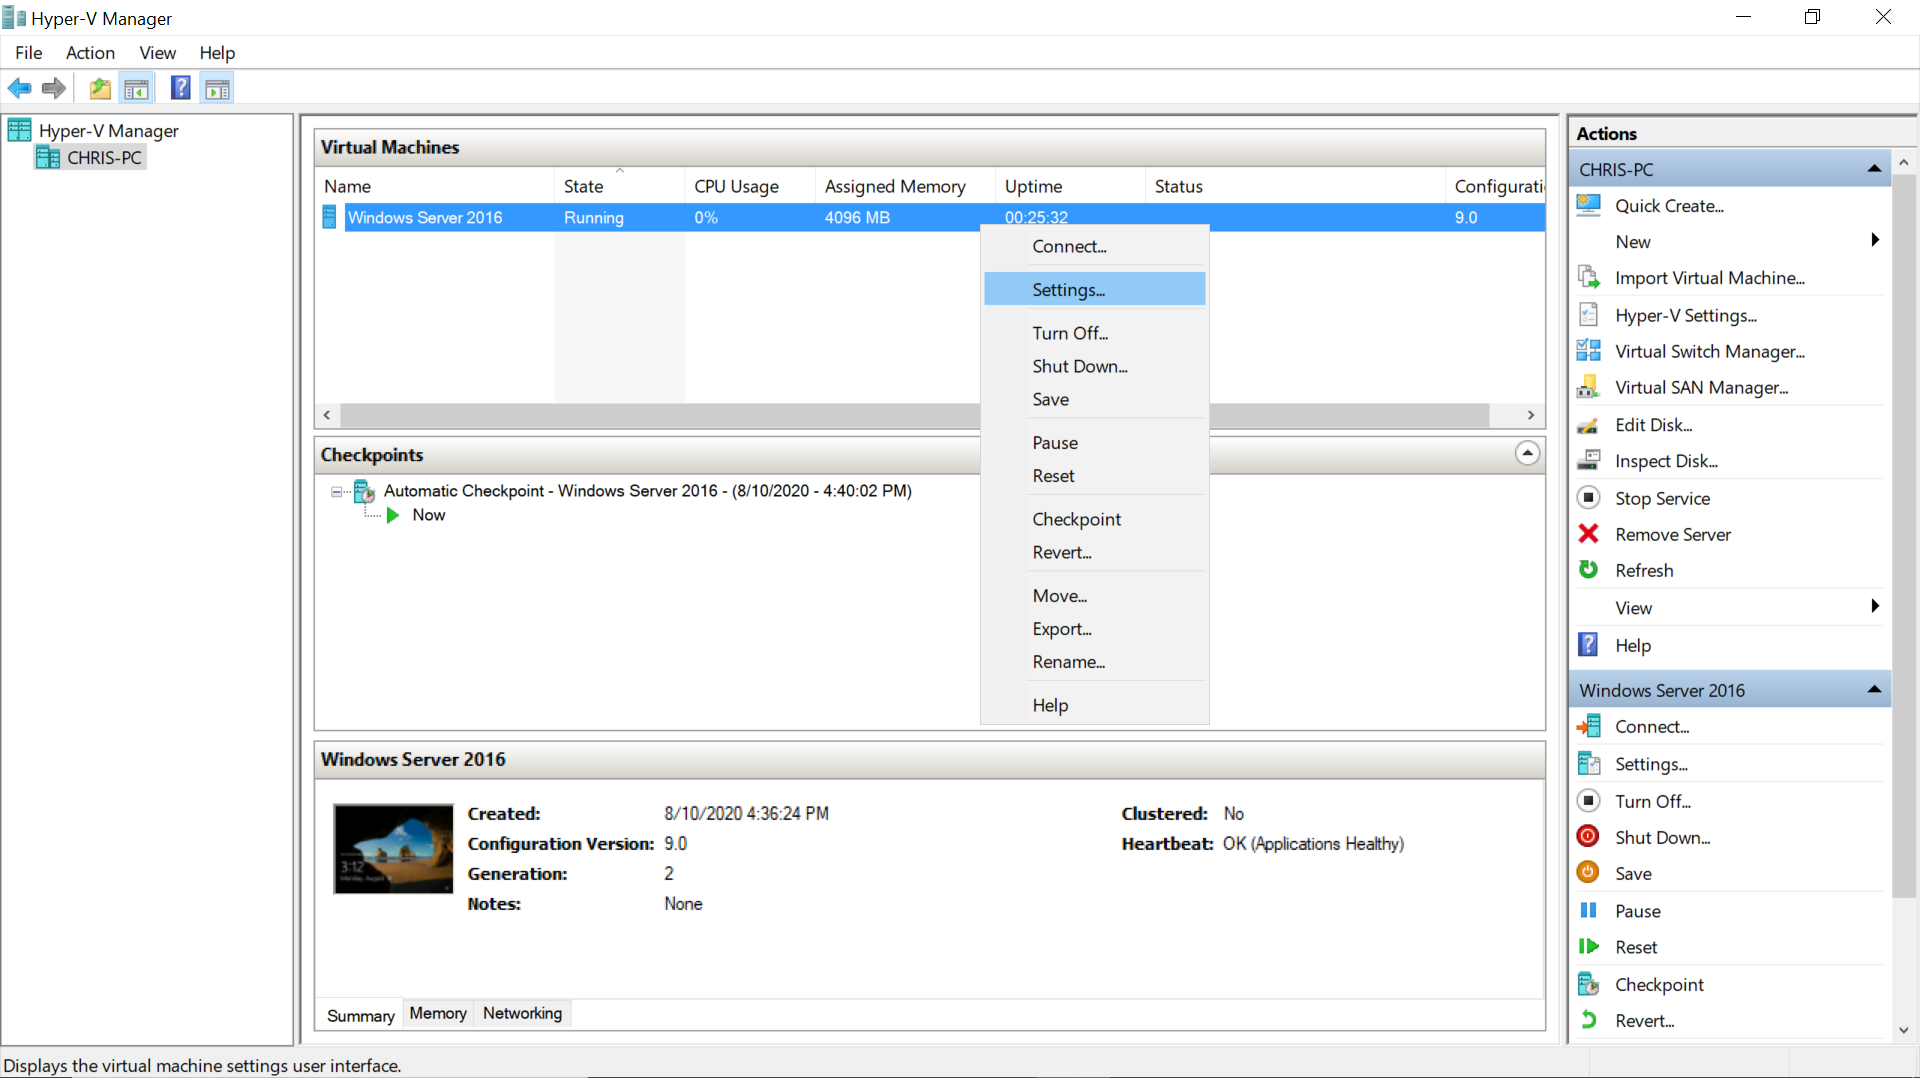 Hyper-V Manager
File Action View Help
Hyper-V Manager
CHRIS-PC
Virtual Machines
Name State CPU Usage Assigned Memory Uptime Status Configurati
Windows Server 2016 Running 0% 4096 MB 00:25:32 9.0
Connect...
Settings...
Turn Off...
Shut Down...
Save
Pause
Reset
Checkpoint
Revert...
Move...
Export...
Rename...
Help
Checkpoints
Automatic Checkpoint - Windows Server 2016 - (8/10/2020 - 4:40:02 PM)
Now
Windows Server 2016
3:12
Created: 8/10/2020 4:36:24 PM Clustered: No
Configuration Version: 9.0 Heartbeat: OK (Applications Healthy)
Generation: 2
Notes: None
Summary Memory Networking
Actions
CHRIS-PC
Quick Create...
New
Import Virtual Machine...
Hyper-V Settings...
Virtual Switch Manager...
Virtual SAN Manager...
Edit Disk...
Inspect Disk...
Stop Service
Remove Server
Refresh
View
Help
Windows Server 2016
Connect...
Settings...
Turn Off...
Shut Down...
Save
Pause
Reset
Checkpoint
Revert...
Displays the virtual machine settings user interface.